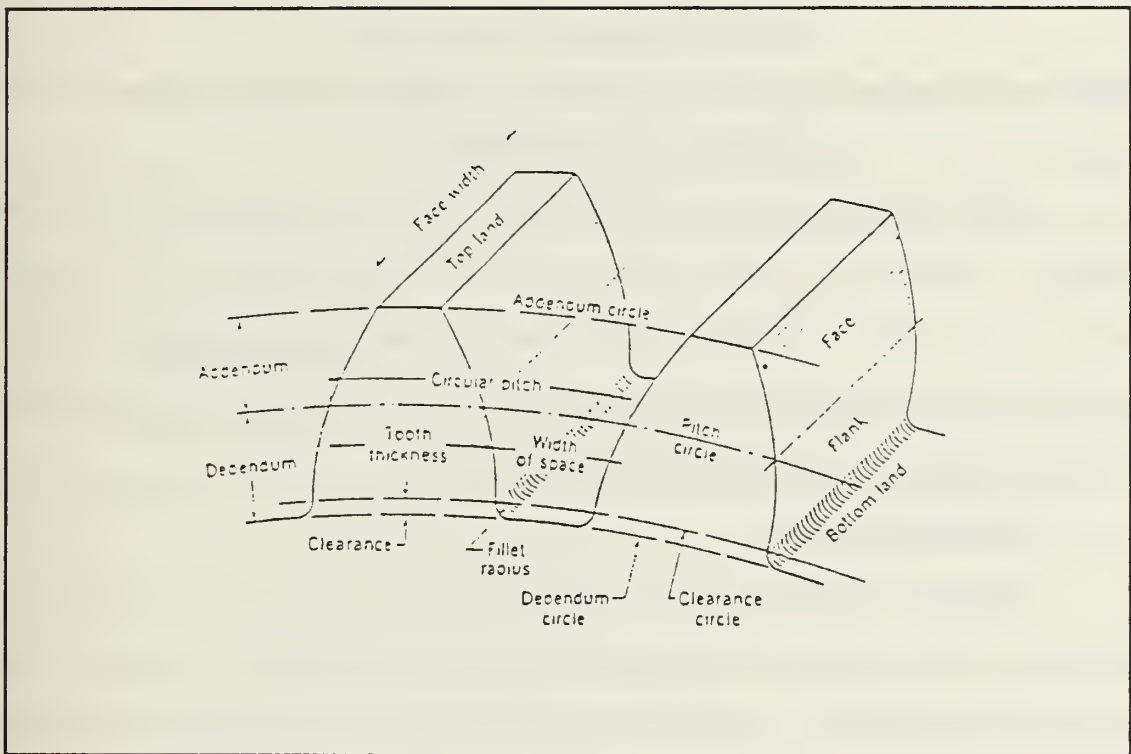 Face width
Top land
Addendum circle
Face
Addendum
Circular pitch
Pitch
circle
Flank
Tooth
thickness
Width
of space
Dedendum
Bottom land
Clearance
Fillet
radius
Dedendum
circle
Clearance
circle